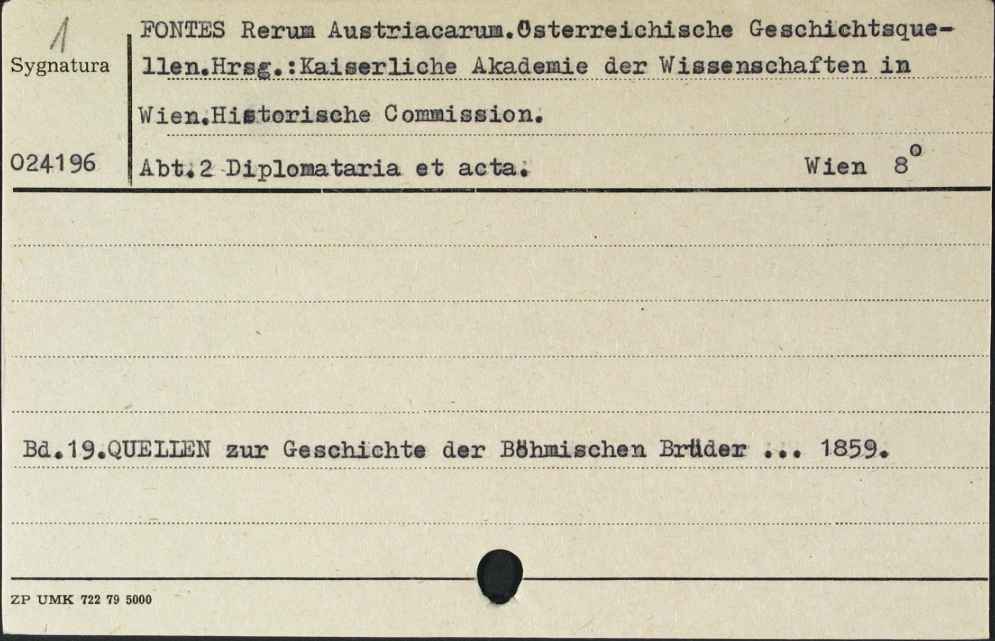 1
FONTES Rerum Austriacarum.Österreichische Geschichtsque-
Sygnatura
llen.Hrsg.:Kaiserliche Akademie der Wissenschaften in
Wien.Historische Commission.
024196
Abt.2 Diplomataria et acta. Wien 8°
Bd.19.QUELLEN zur Geschichte der Böhmischen Brüder ... 1859.
ZP UMK 722 79 5000